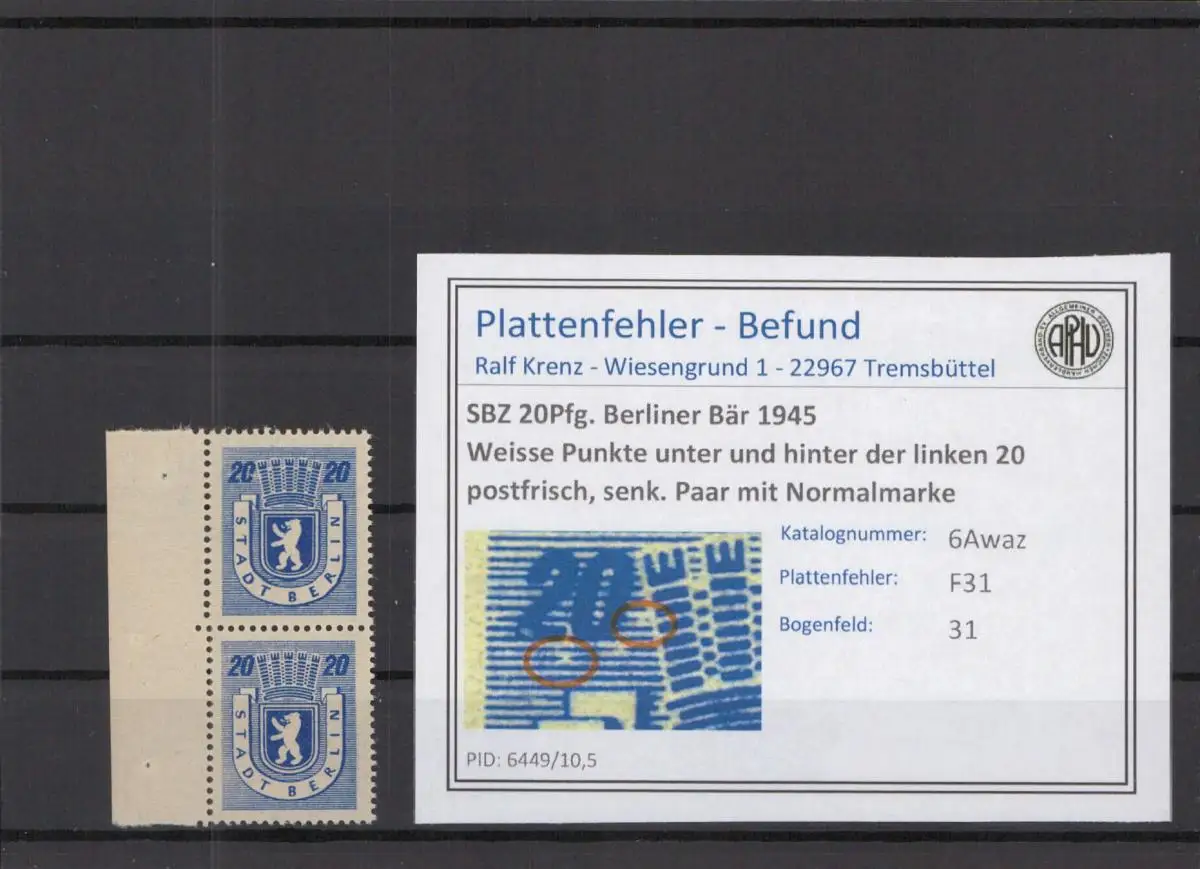 20 20
STADT BERLIN
20 20
STADT BERLIN
Plattenfehler - Befund
Ralf Krenz - Wiesengrund 1 - 22967 Tremsbüttel
APHV
SBZ 20Pfg. Berliner Bär 1945
Weisse Punkte unter und hinter der linken 20
postfrisch, senk. Paar mit Normalmarke
20
Katalognummer: 6Awaz
Plattenfehler: F31
Bogenfeld: 31
PID: 6449/10,5